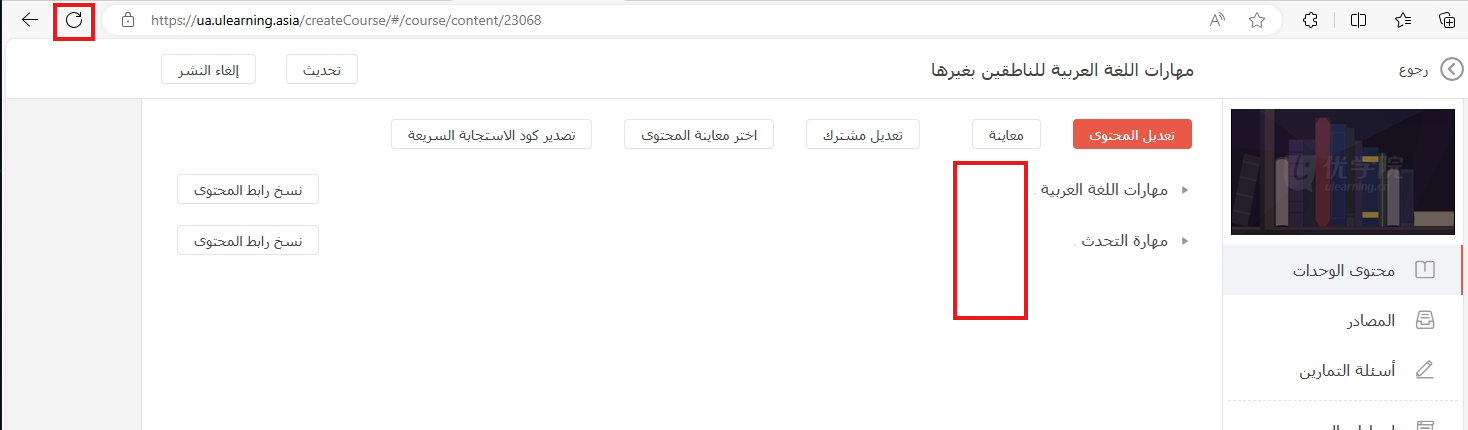 https://ua.ulearning.asia/createCourse/#/course/content/23068
رجوع
مهارات اللغة العربية للناطقين بغيرها
تحديث
إلغاء النشر
تعديل المحتوى
معاينة
تعديل مشترك
اختر معاينة المحتوى
تصدير كود الاستجابة السريعة
优学院
ulearning.cn
مهارات اللغة العربية .
نسخ رابط المحتوى
مهارة التحدث .
نسخ رابط المحتوى
محتوى الوحدات
المصادر
أسئلة التمارين